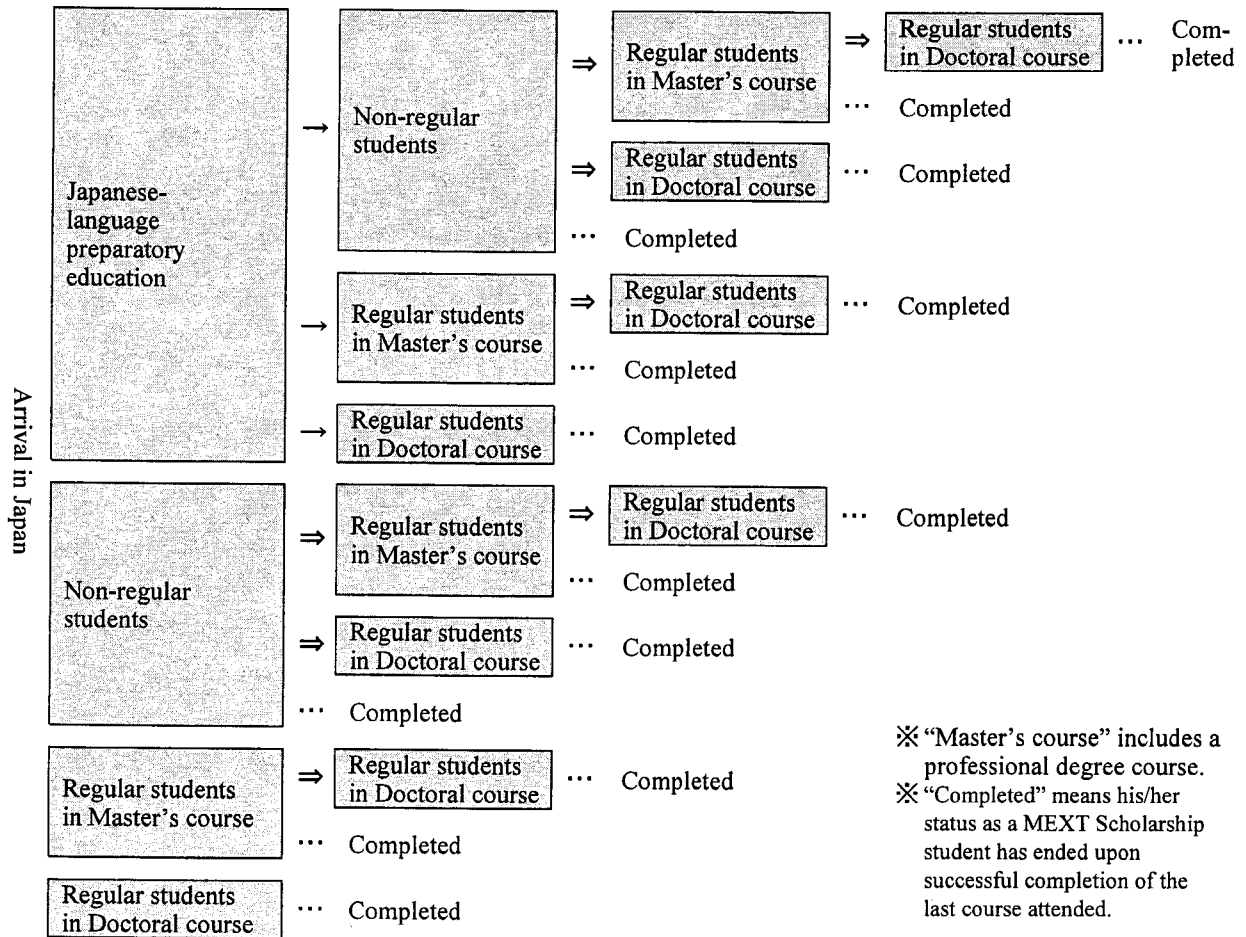 Arrival in Japan
Japanese-
language
preparatory
education
→
Non-regular
students
⇒
Regular students
in Master's course
⇒
Regular students
in Doctoral course
… Com-
pleted
… Completed
⇒
Regular students
in Doctoral course
… Completed
… Completed
→
Regular students
in Master's course
⇒
Regular students
in Doctoral course
… Completed
… Completed
→
Regular students
in Doctoral course
… Completed
Non-regular
students
⇒
Regular students
in Master's course
⇒
Regular students
in Doctoral course
… Completed
… Completed
⇒
Regular students
in Doctoral course
… Completed
… Completed
Regular students
in Master's course
⇒
Regular students
in Doctoral course
… Completed
… Completed
Regular students
in Doctoral course
… Completed
※ “Master's course” includes a
professional degree course.
※ “Completed” means his/her
status as a MEXT Scholarship
student has ended upon
successful completion of the
last course attended.